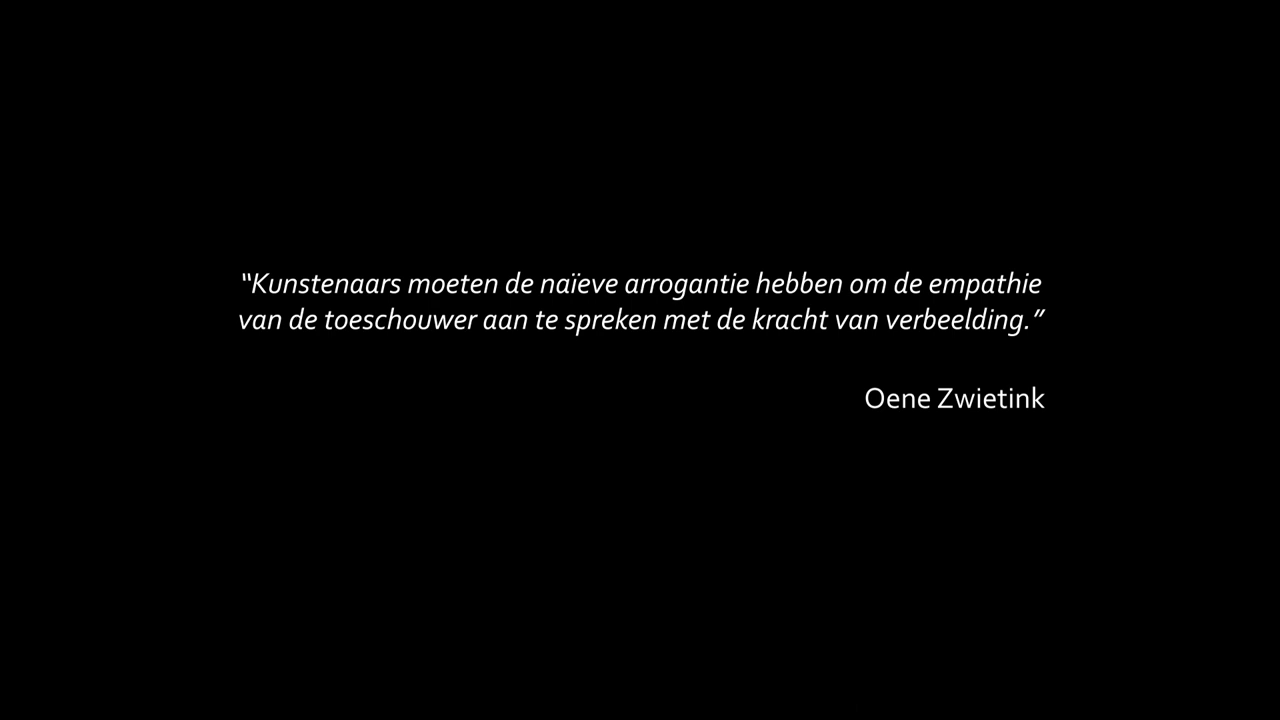 “Kunstenaars moeten de naïeve arrogantie hebben om de empathie
van de toeschouwer aan te spreken met de kracht van verbeelding.”
Oene Zwietink